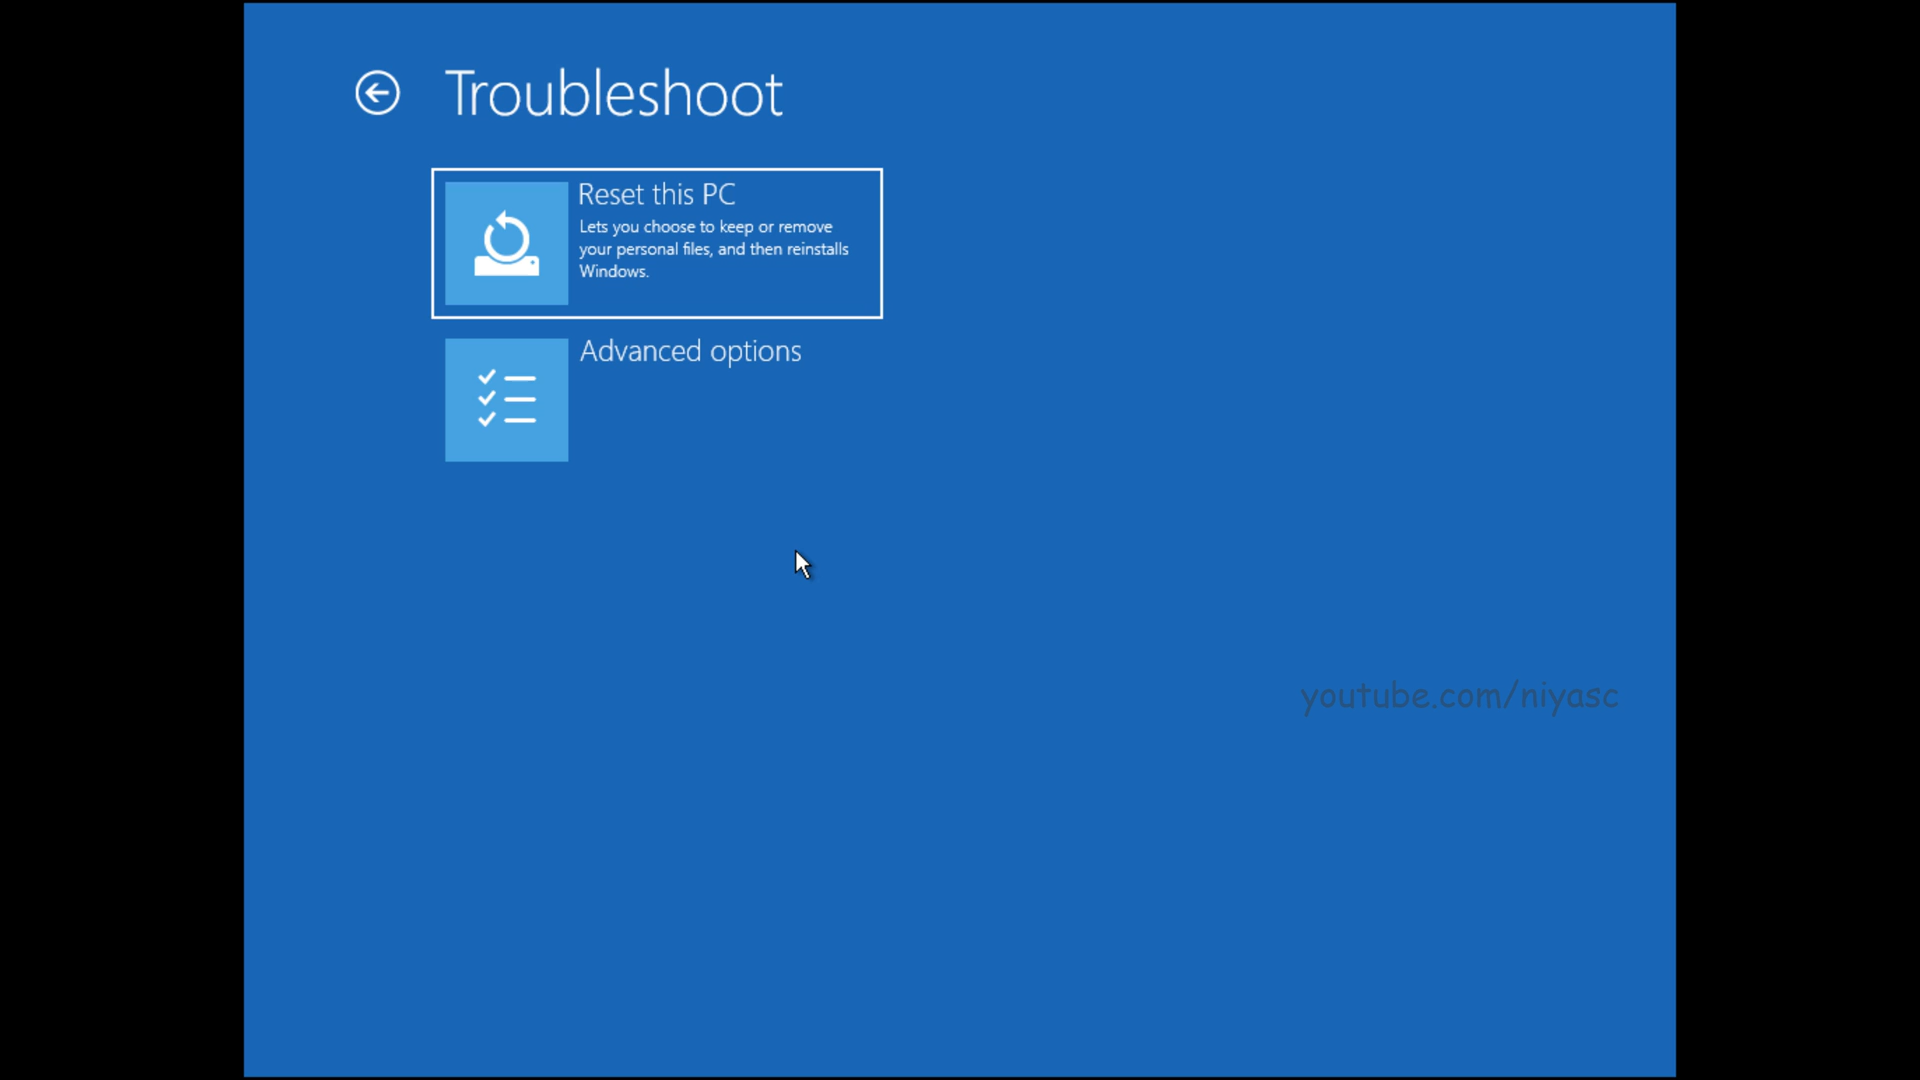 Troubleshoot
Reset this PC
Lets you choose to keep or remove
your personal files, and then reinstalls
Windows.
Advanced options
youtube.com/niyasc